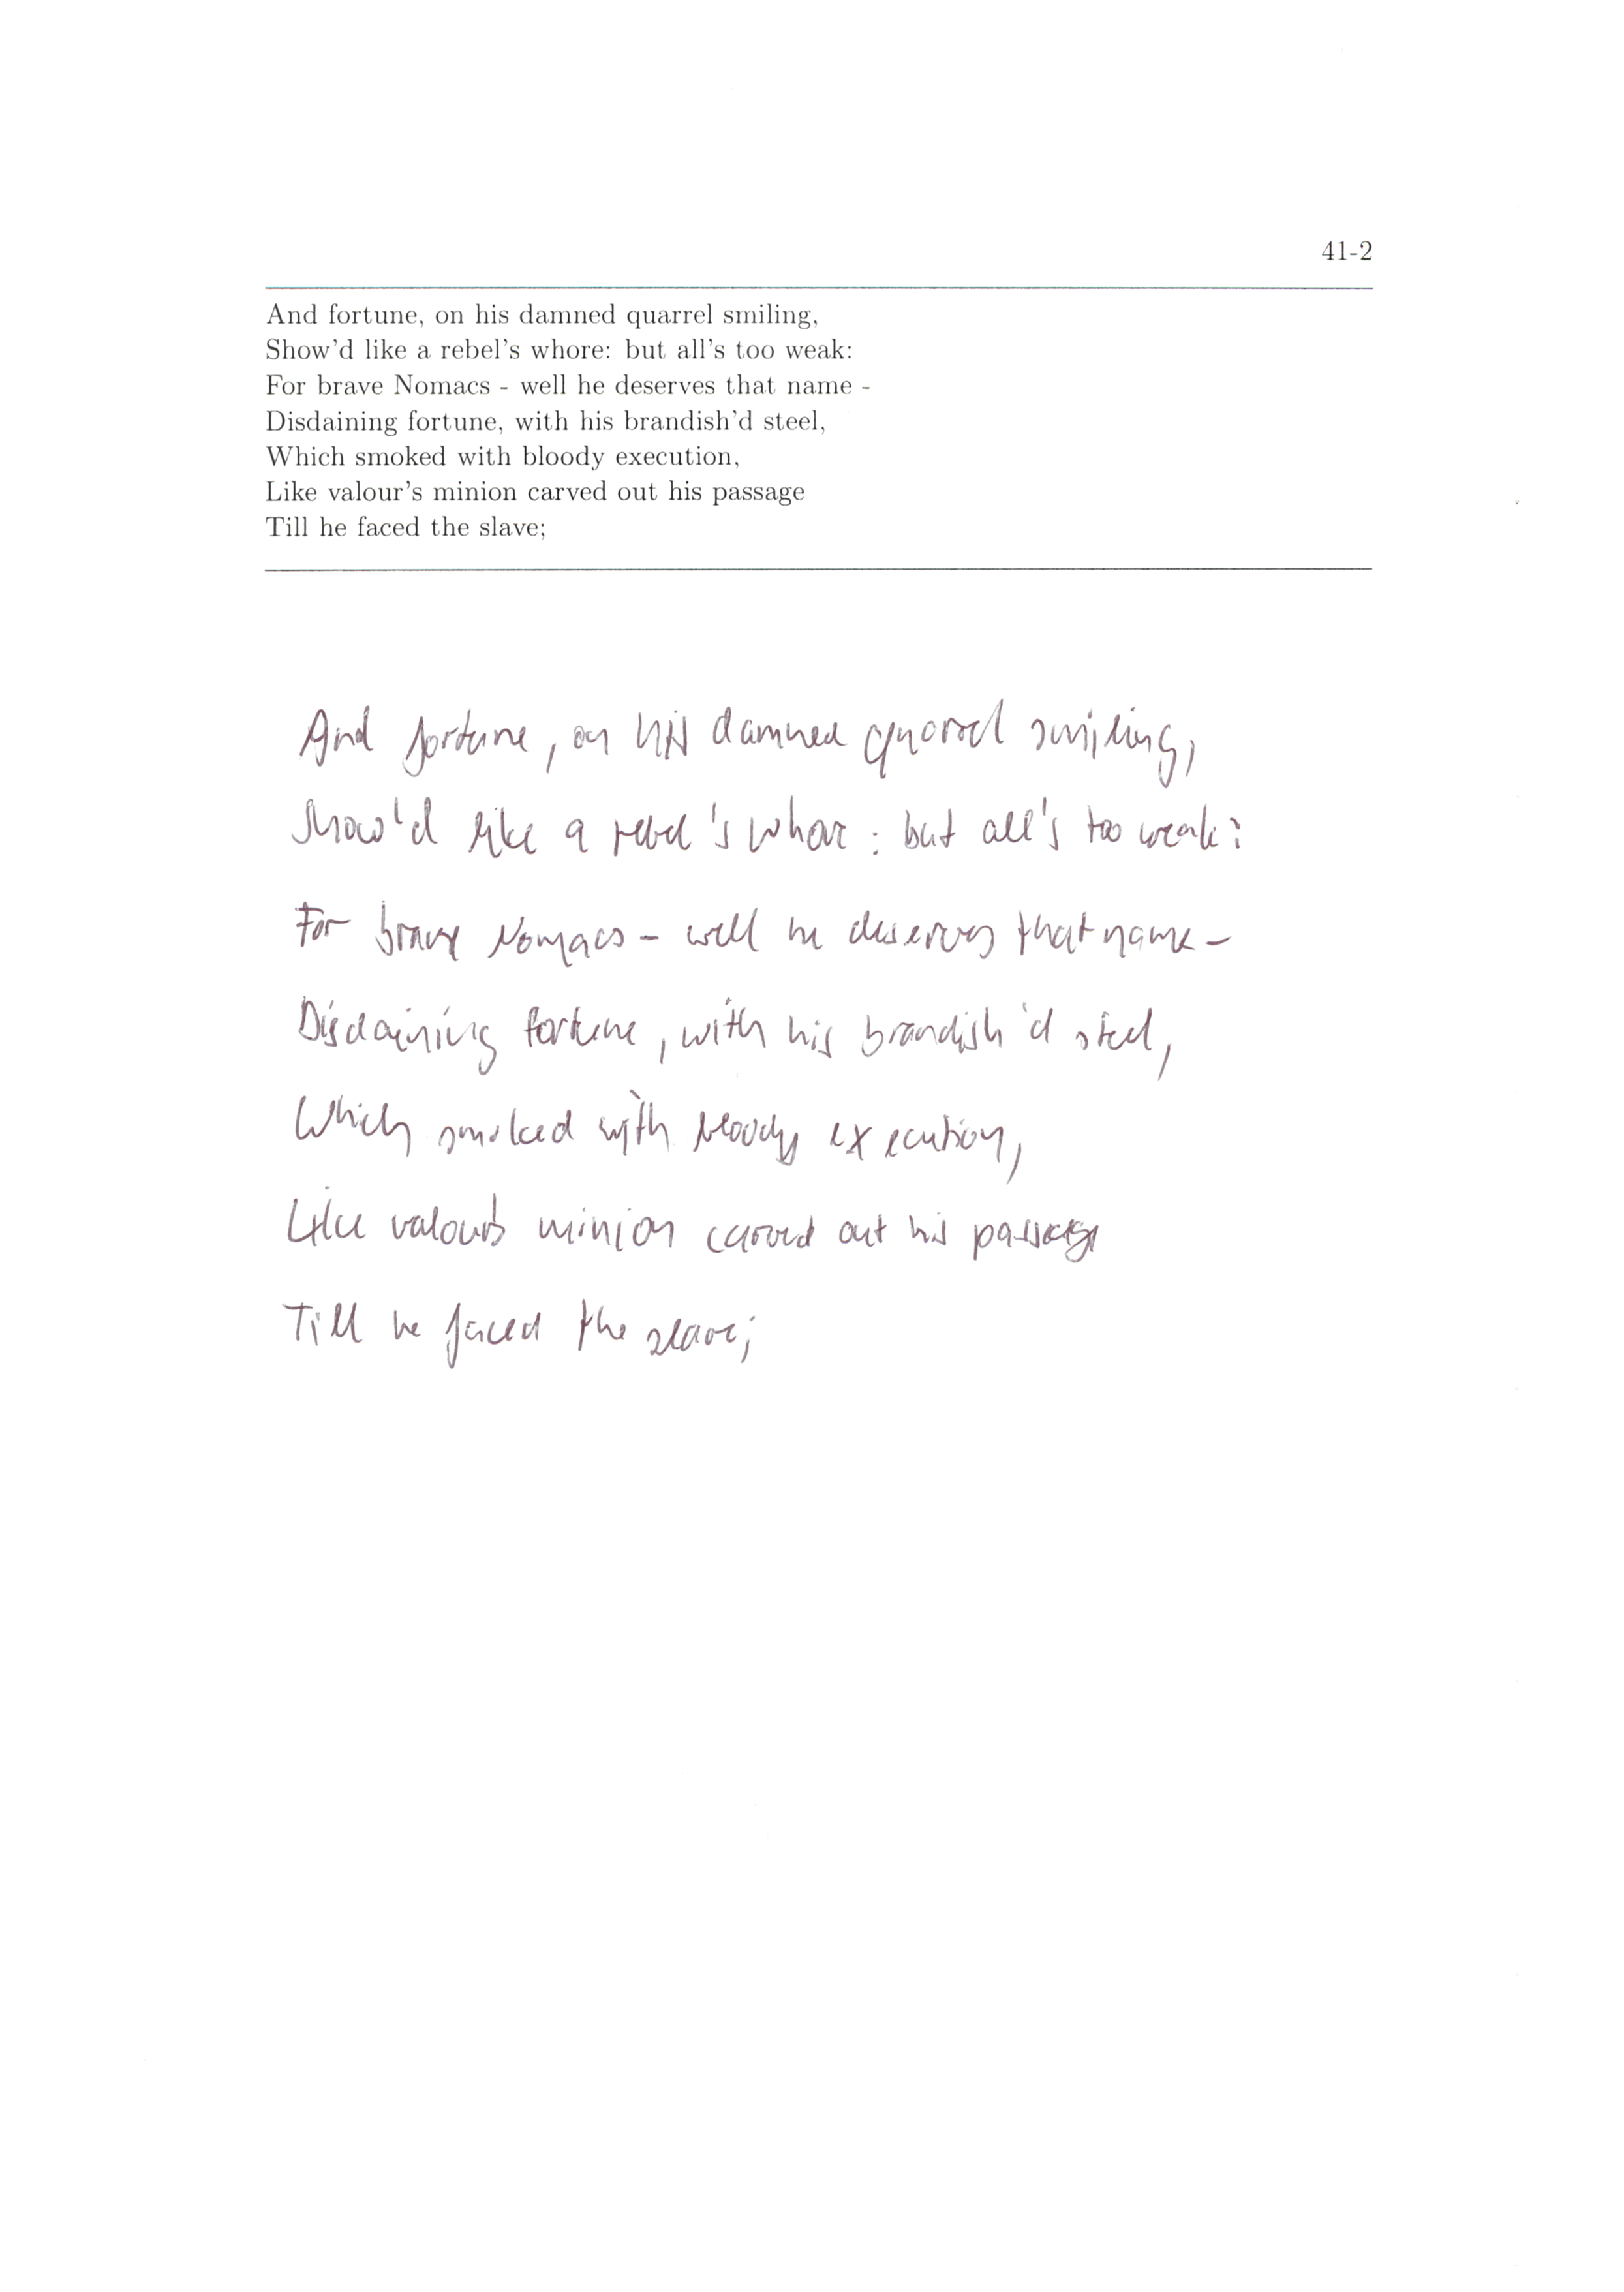 41-2
And fortune, on his damned quarrel smiling,
Show'd like a rebel's whore: but all's too weak:
For brave Nomacs - well he deserves that name -
Disdaining fortune, with his brandish'd steel,
Which smoked with bloody execution,
Like valour's minion carved out his passage
Till he faced the slave;
And fortune, on his damned quarrel smiling,
Show'd like a rebel's whore: but all's too weak:
For brave Nomacs - well he deserves that name -
Disdaining fortune, with his brandish'd steel,
Which smoked with bloody execution,
Like valour's minion carved out his passage
Till he faced the slave;